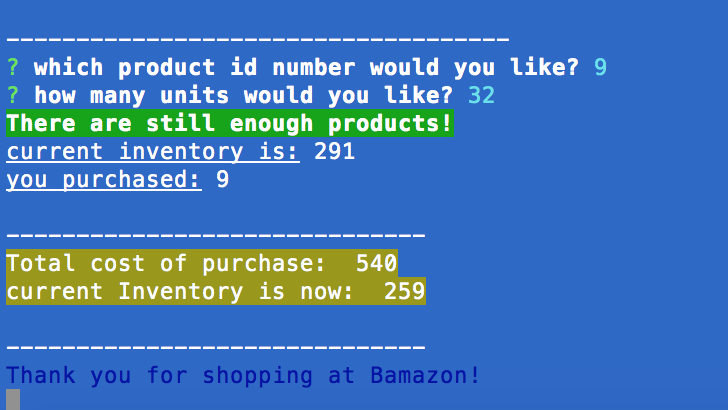 ------------------------------------
? which product id number would you like? 9
? how many units would you like? 32
There are still enough products!
current inventory is: 291
you purchased: 9
------------------------------
Total cost of purchase:  540
current Inventory is now:  259
------------------------------
Thank you for shopping at Bamazon!